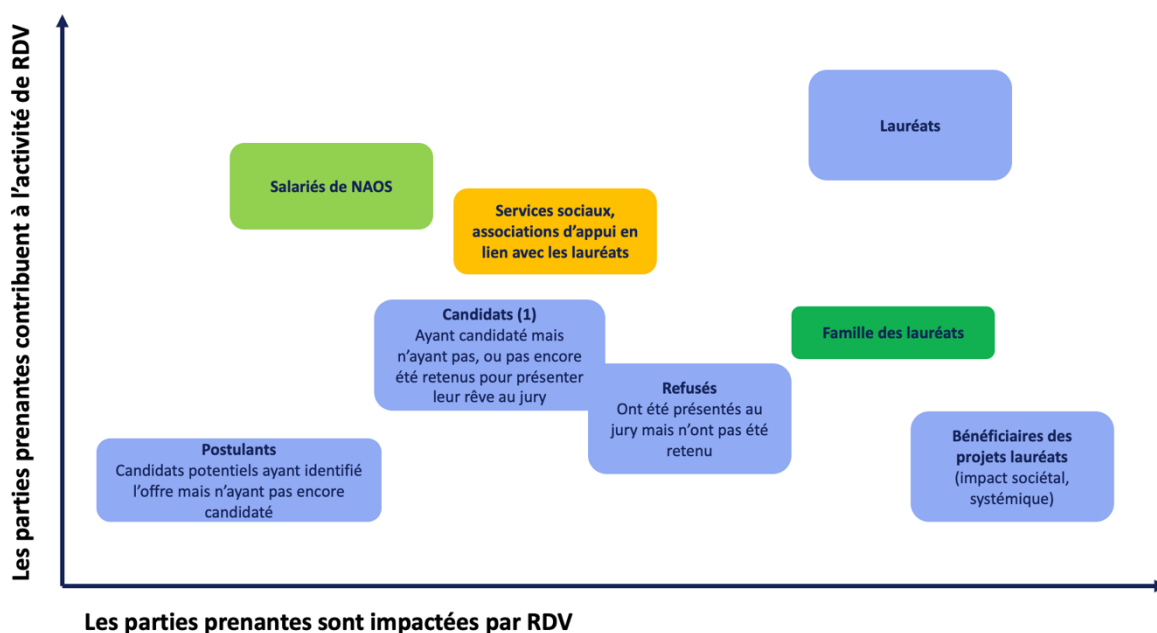 Les parties prenantes contribuent à l'activité de RDV
Lauréats
Salariés de NAOS
Services sociaux,
associations d'appui en
lien avec les lauréats
Candidats (1)
Ayant candidaté mais
n'ayant pas, ou pas encore
été retenus pour présenter
leur rêve au jury
Famille des lauréats
Refusés
Ont été présentés au
jury mais n'ont pas été
retenu
Postulants
Candidats potentiels ayant identifié
l'offre mais n'ayant pas encore
candidaté
Bénéficiaires des
projets lauréats
(impact sociétal,
systémique)
Les parties prenantes sont impactées par RDV